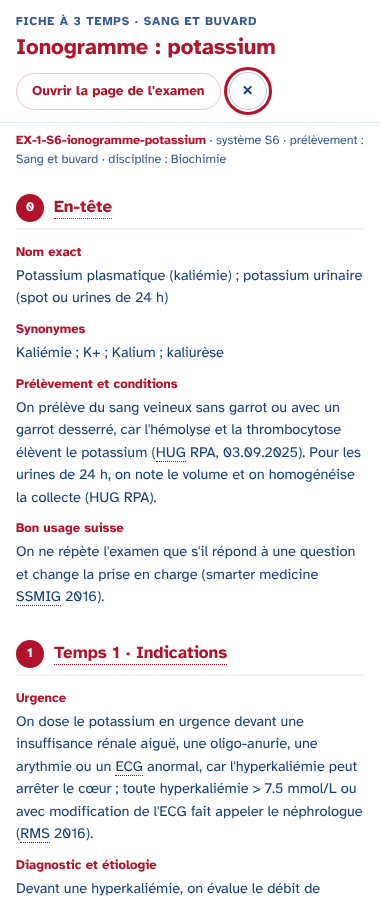 FICHE À 3 TEMPS · SANG ET BUVARD
Ionogramme : potassium
Ouvrir la page de l'examen
×
EX-1-S6-ionogramme-potassium · système S6 · prélèvement :
Sang et buvard · discipline : Biochimie
0 En-tête
Nom exact
Potassium plasmatique (kaliémie) ; potassium urinaire
(spot ou urines de 24 h)
Synonymes
Kaliémie ; K+ ; Kalium ; kaliurèse
Prélèvement et conditions
On prélève du sang veineux sans garrot ou avec un
garrot desserré, car l'hémolyse et la thrombocytose
élèvent le potassium (HUG RPA, 03.09.2025). Pour les
urines de 24 h, on note le volume et on homogénéise
la collecte (HUG RPA).
Bon usage suisse
On ne répète l'examen que s'il répond à une question
et change la prise en charge (smarter medicine
SSMIG 2016).
1 Temps 1 · Indications
Urgence
On dose le potassium en urgence devant une
insuffisance rénale aiguë, une oligo-anurie, une
arythmie ou un ECG anormal, car l'hyperkaliémie peut
arrêter le cœur ; toute hyperkaliémie > 7.5 mmol/L ou
avec modification de l'ECG fait appeler le néphrologue
(RMS 2016).
Diagnostic et étiologie
Devant une hyperkaliémie, on évalue le débit de